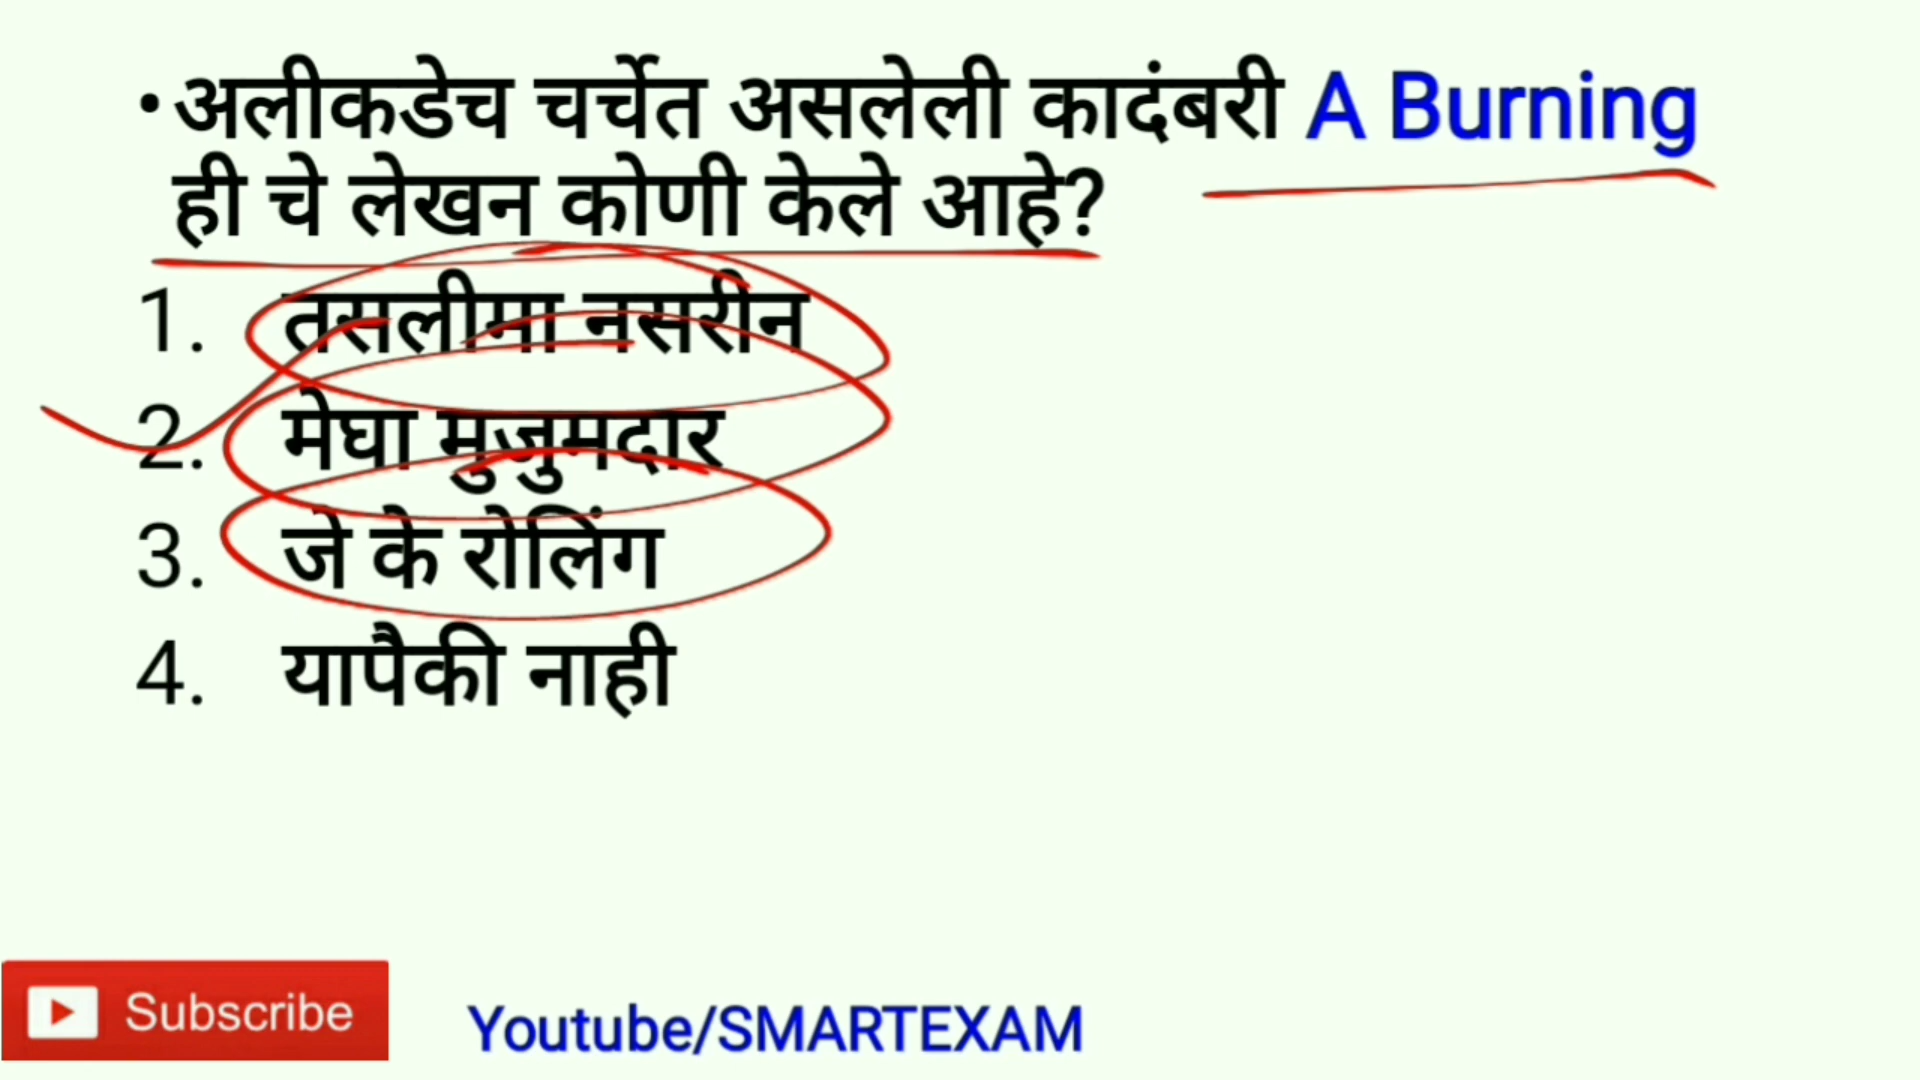 • अलीकडेच चर्चेत असलेली कादंबरी A Burning
ही चे लेखन कोणी केले आहे?
1. तसलीमा नसरीन
2. मेघा मुजुमदार
3. जे के रोलिंग
4. यापैकी नाही
Subscribe
Youtube/SMARTEXAM